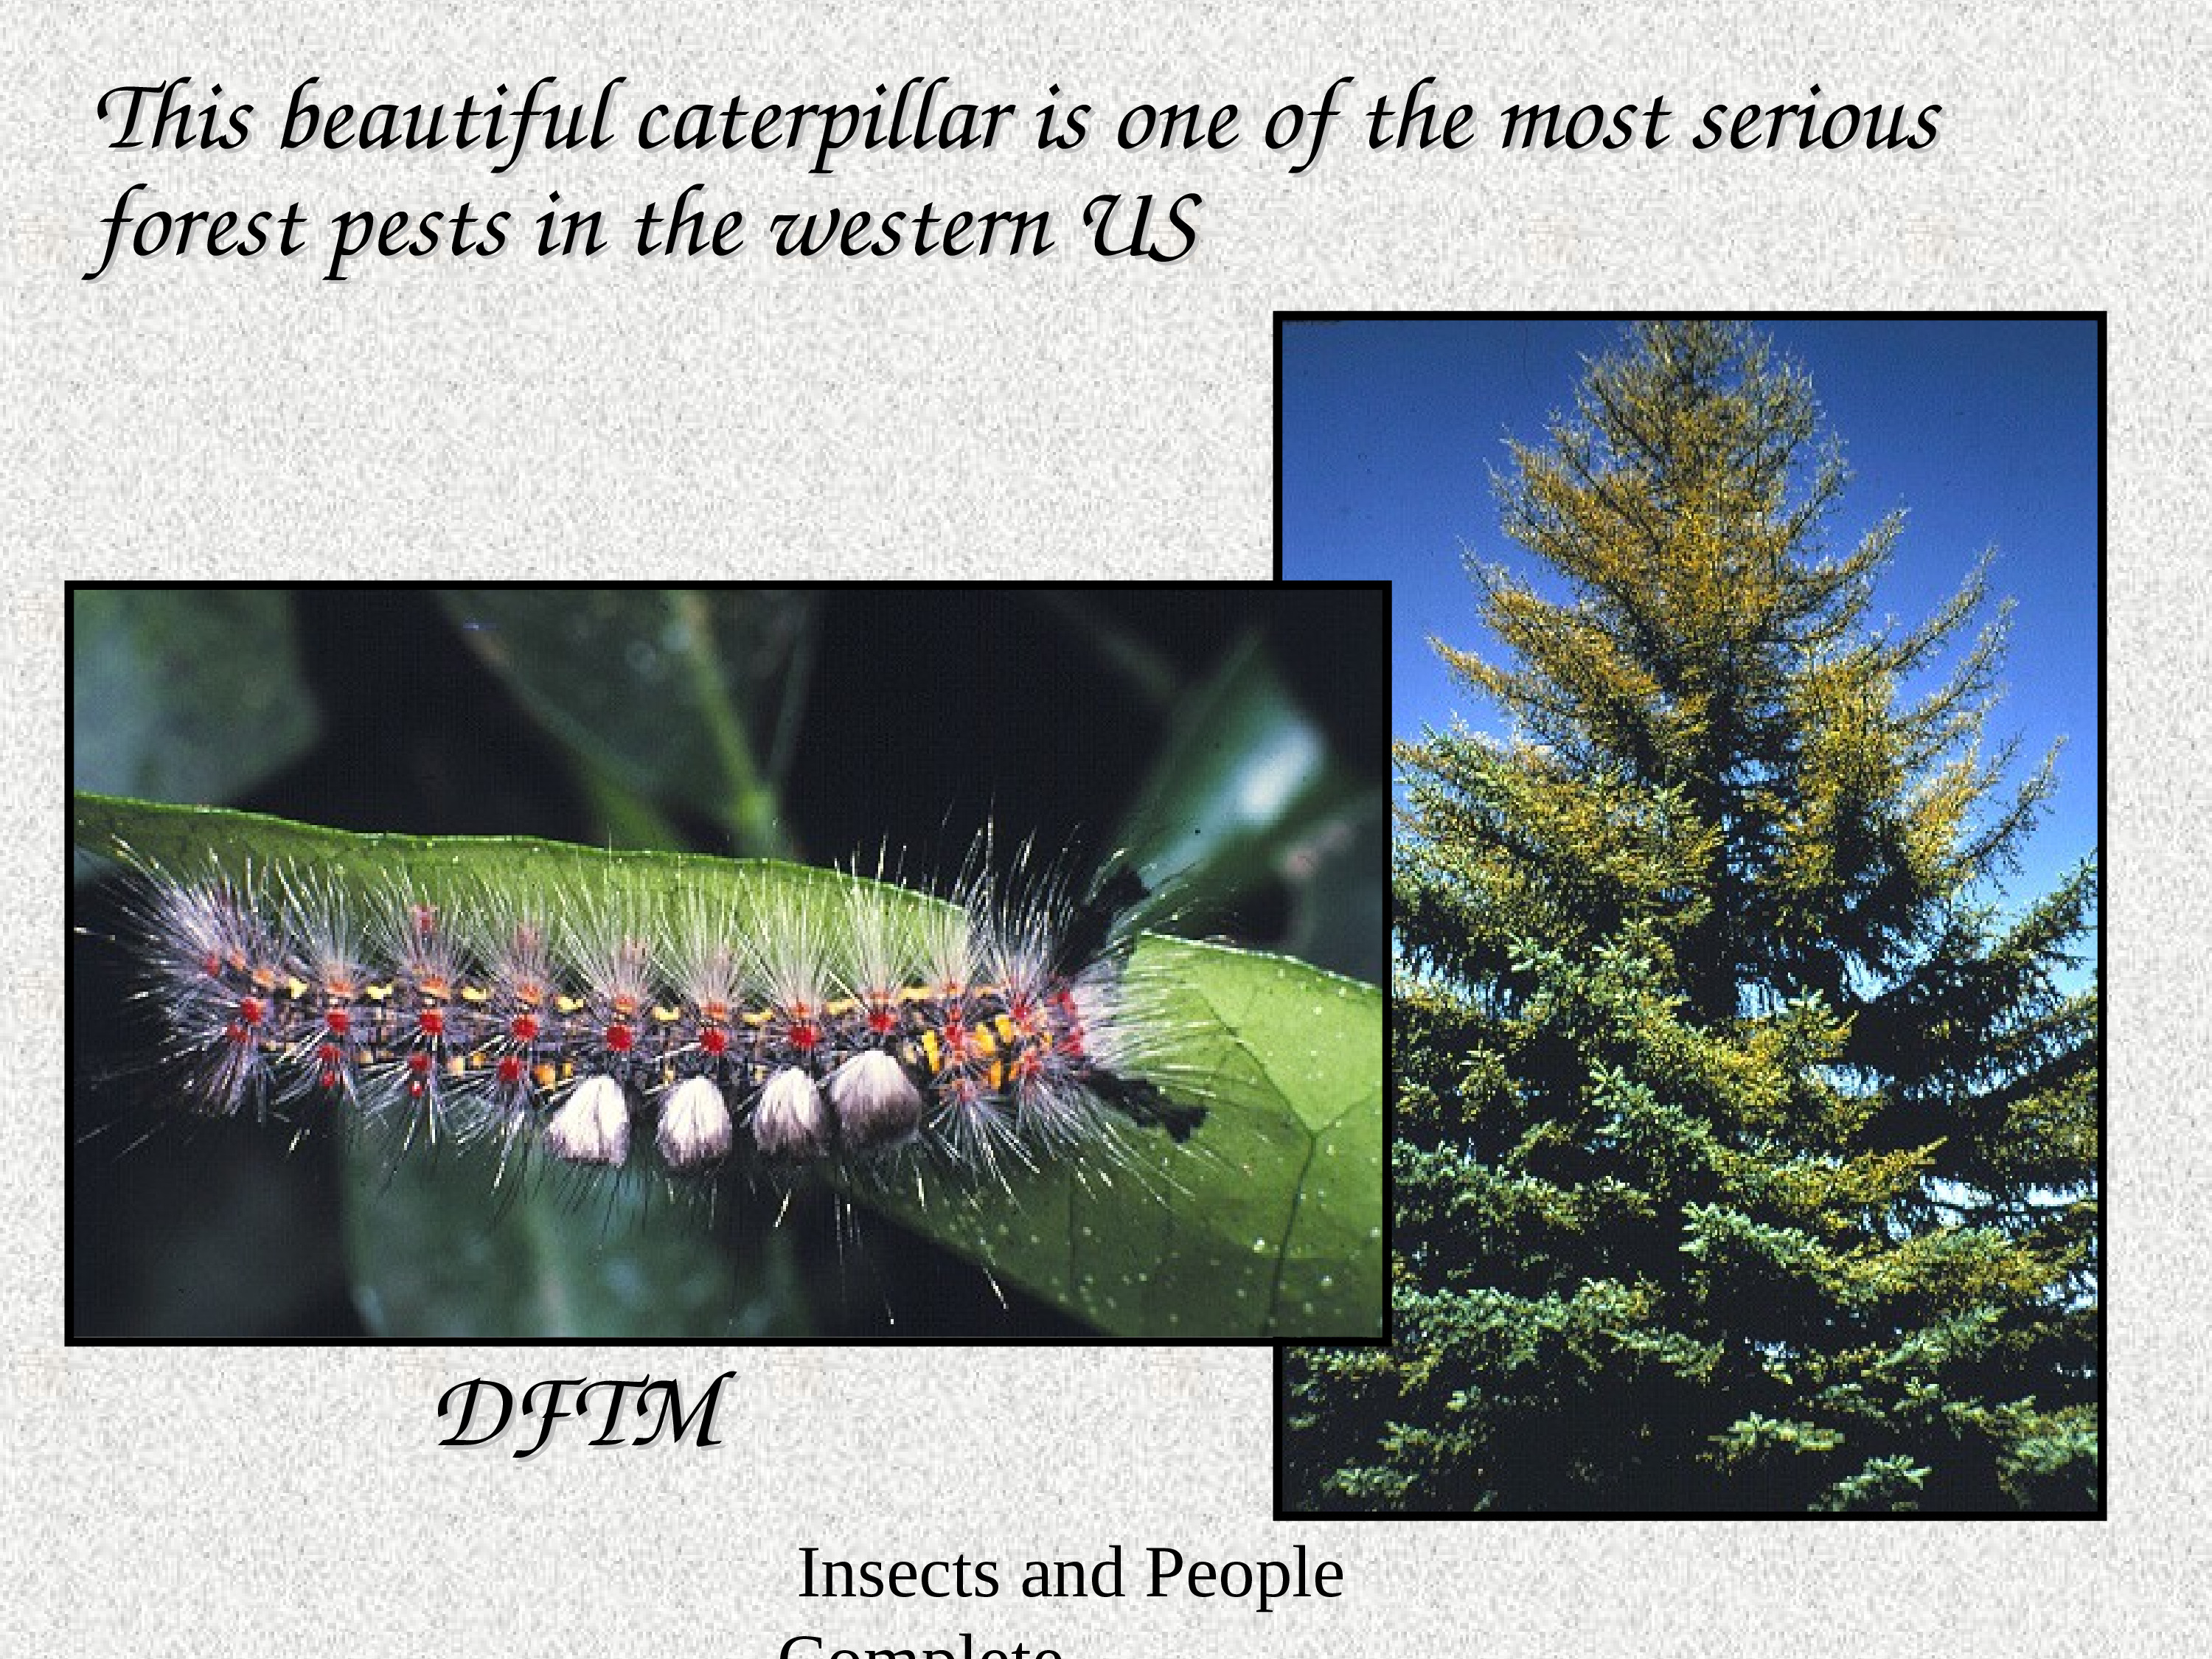 This beautiful caterpillar is one of the most serious
forest pests in the western US
DFTM
Insects and People
Complete